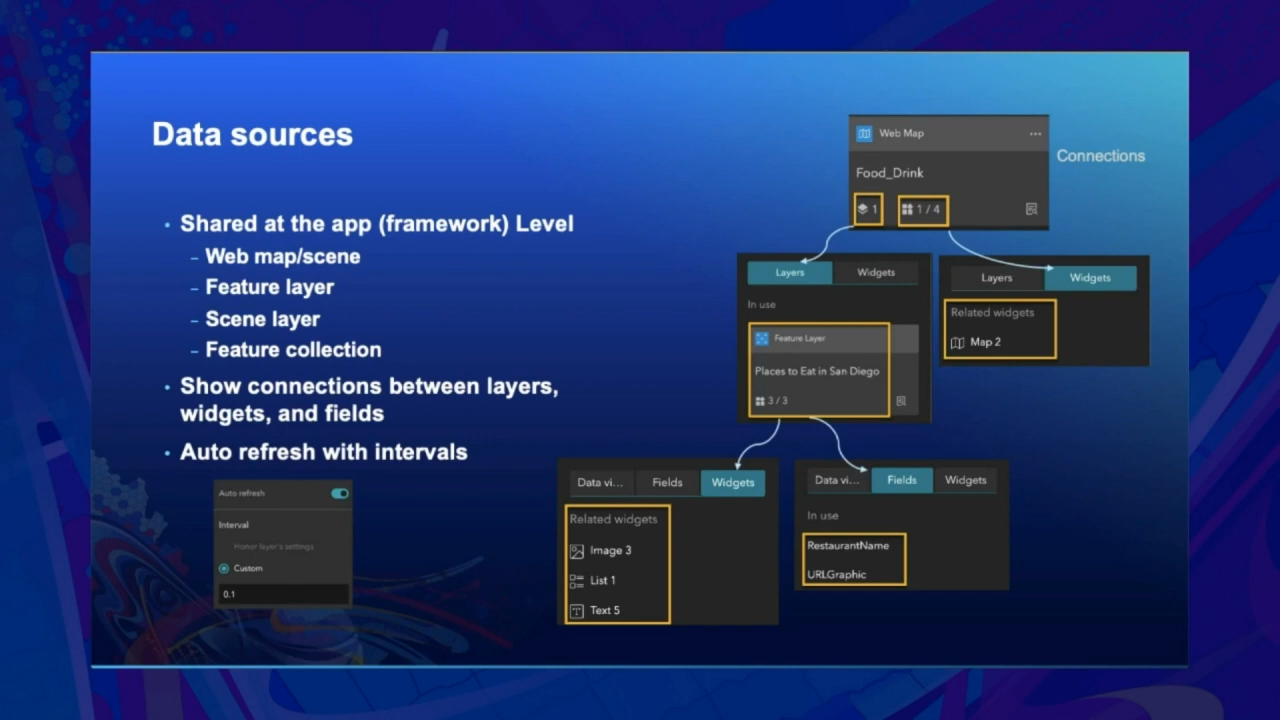 Data sources
Shared at the app (framework) Level
– Web map/scene
– Feature layer
– Scene layer
– Feature collection
Show connections between layers,
widgets, and fields
Auto refresh with intervals
Auto refresh
Interval
Honor layer's settings
Custom
0.1
Web Map
...
Food_Drink
1
1 / 4
Connections
Layers Widgets
In use
Feature Layer
Places to Eat in San Diego
3 / 3
Layers Widgets
Related widgets
Map 2
Data vi... Fields Widgets
Related widgets
Image 3
List 1
Text 5
Data vi... Fields Widgets
In use
RestaurantName
URLGraphic